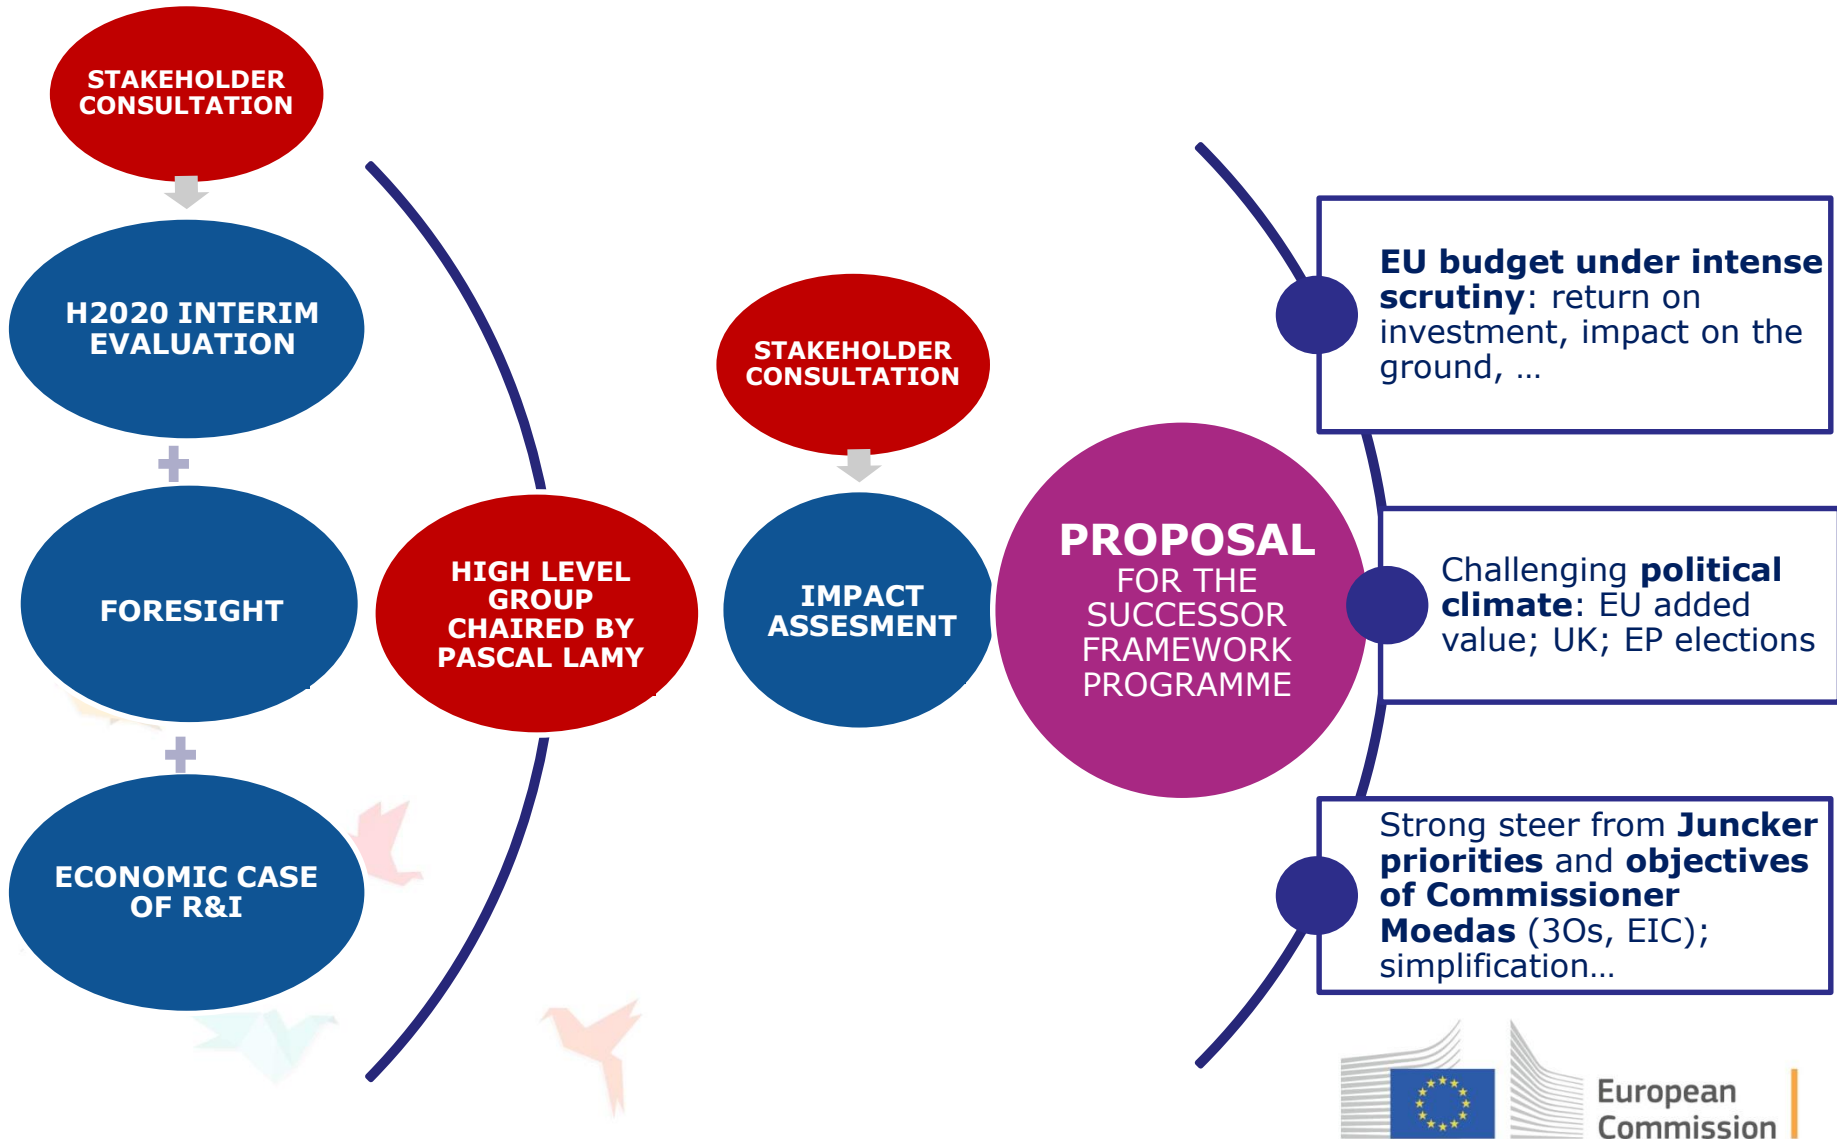 STAKEHOLDER
CONSULTATION
H2020 INTERIM
EVALUATION
FORESIGHT
ECONOMIC CASE
OF R&I
HIGH LEVEL
GROUP
CHAIRED BY
PASCAL LAMY
STAKEHOLDER
CONSULTATION
IMPACT
ASSESMENT
PROPOSAL
FOR THE
SUCCESSOR
FRAMEWORK
PROGRAMME
EU budget under intense
scrutiny: return on
investment, impact on the
ground, …
Challenging political
climate: EU added
value; UK; EP elections
Strong steer from Juncker
priorities and objectives
of Commissioner
Moedas (3Os, EIC);
simplification…
European
Commission